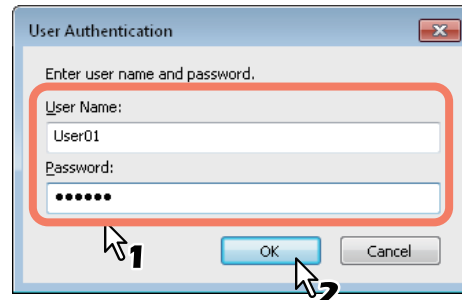 User Authentication
Enter user name and password.
User Name:
User01
Password:
••••••
1
OK
Cancel
2